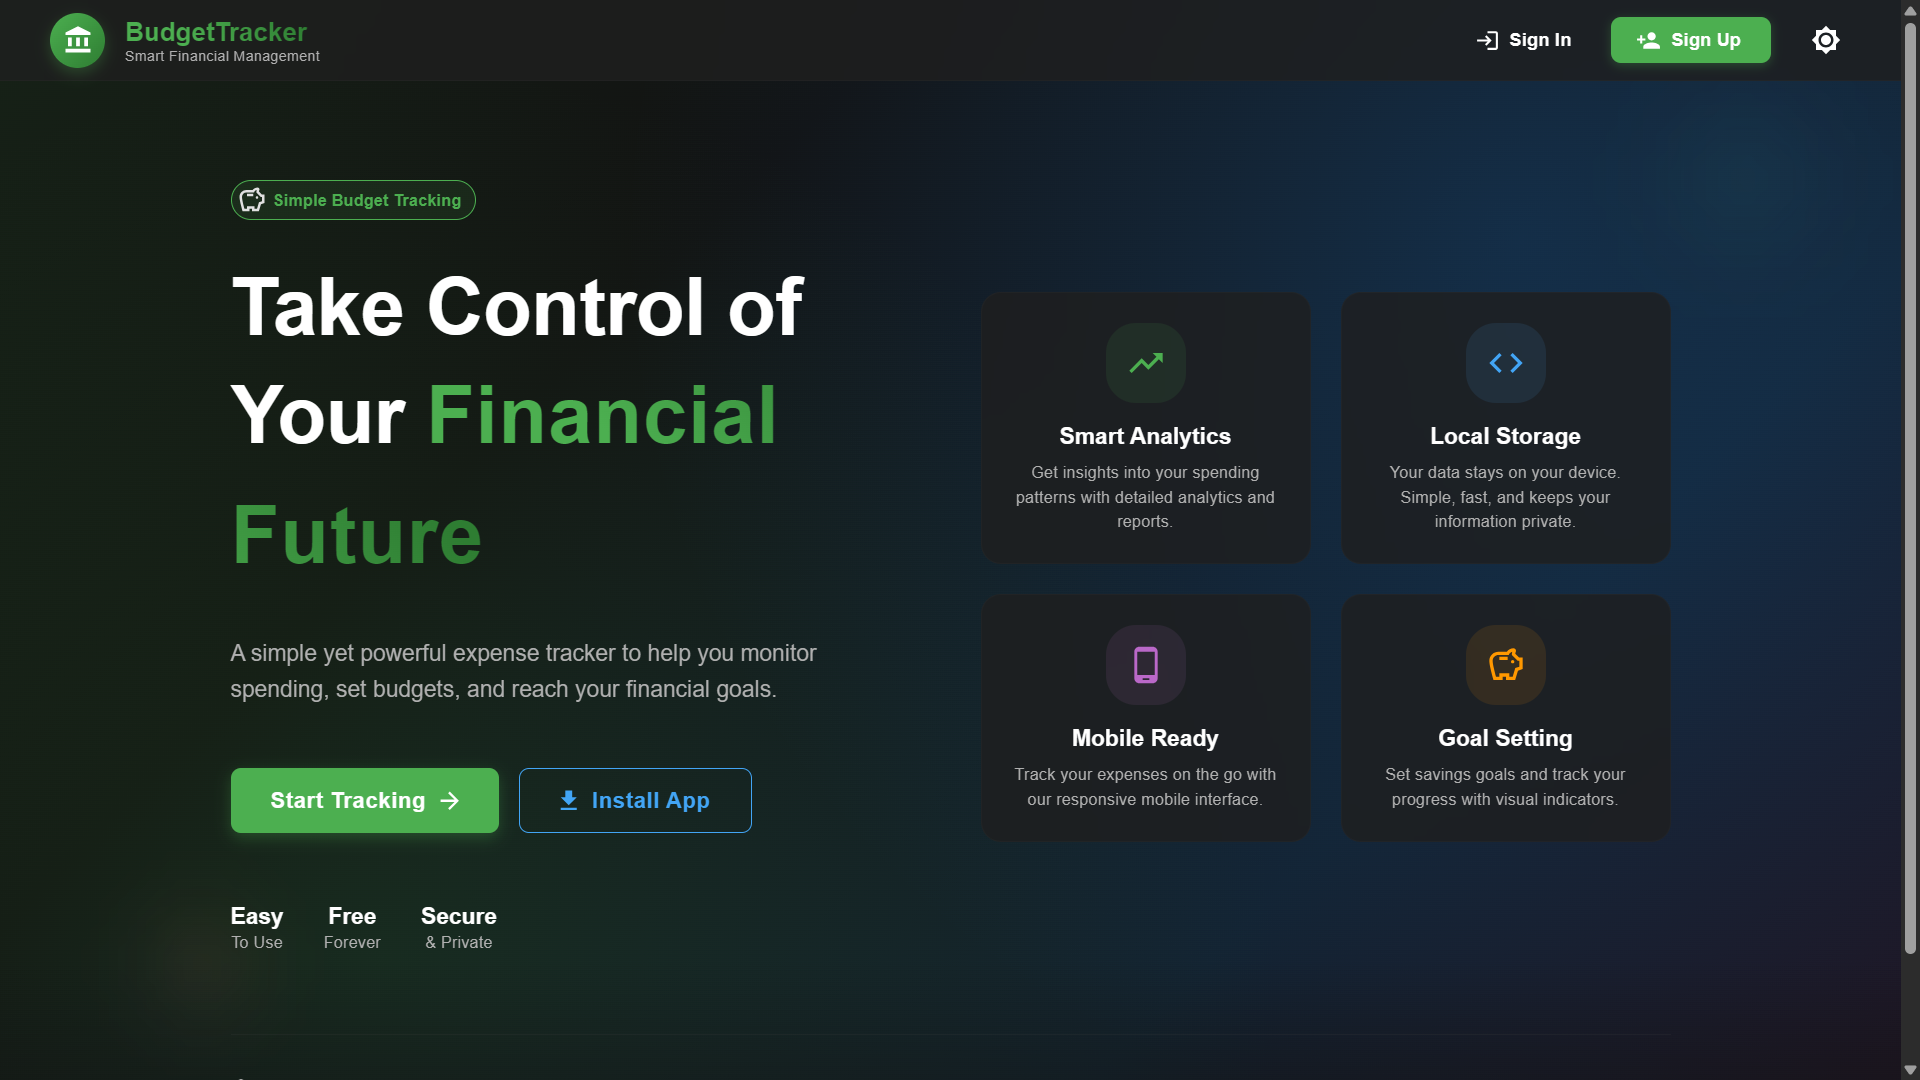 BudgetTracker
Smart Financial Management
Sign In
Sign Up
Simple Budget Tracking
Take Control of
Your Financial
Future
A simple yet powerful expense tracker to help you monitor
spending, set budgets, and reach your financial goals.
Start Tracking
Install App
Easy
To Use
Free
Forever
Secure
& Private
Smart Analytics
Get insights into your spending
patterns with detailed analytics and
reports.
Local Storage
Your data stays on your device.
Simple, fast, and keeps your
information private.
Mobile Ready
Track your expenses on the go with
our responsive mobile interface.
Goal Setting
Set savings goals and track your
progress with visual indicators.